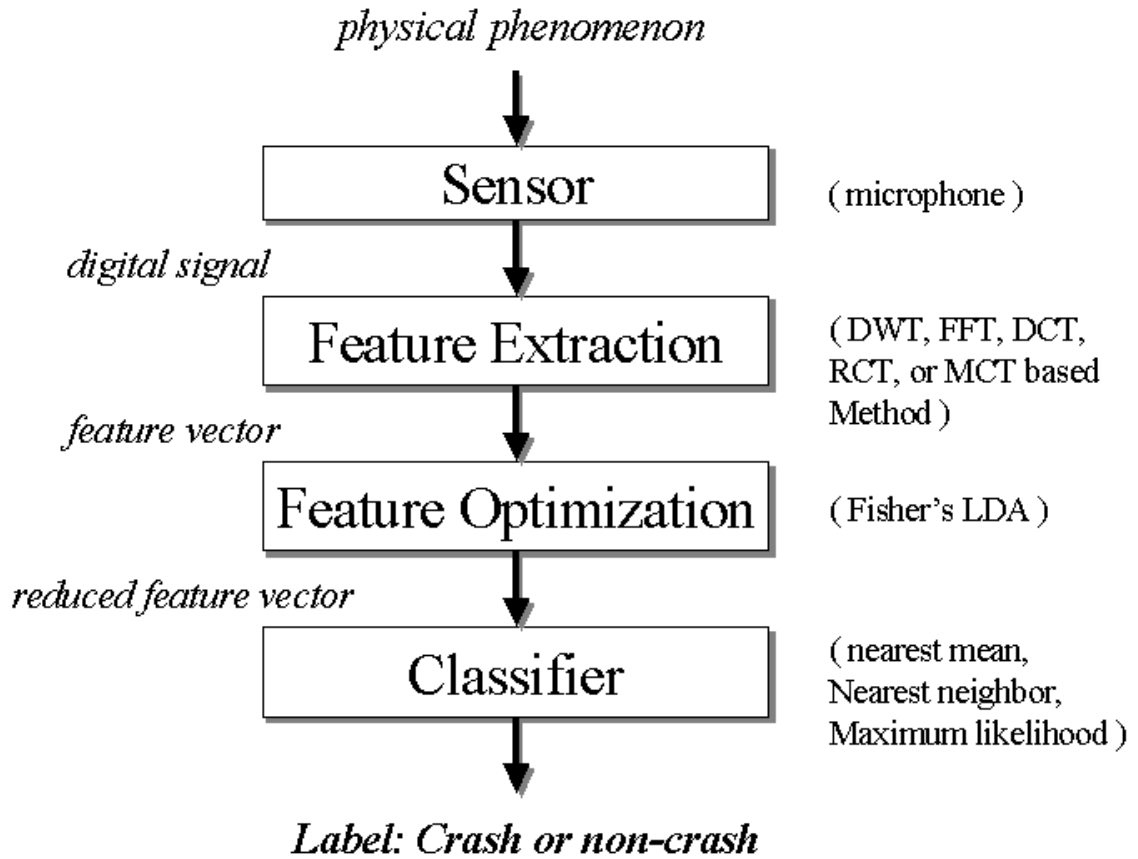 physical phenomenon
Sensor
( microphone )
digital signal
Feature Extraction
( DWT, FFT, DCT,
RCT, or MCT based
Method )
feature vector
Feature Optimization
( Fisher's LDA )
reduced feature vector
Classifier
( nearest mean,
Nearest neighbor,
Maximum likelihood )
Label: Crash or non-crash